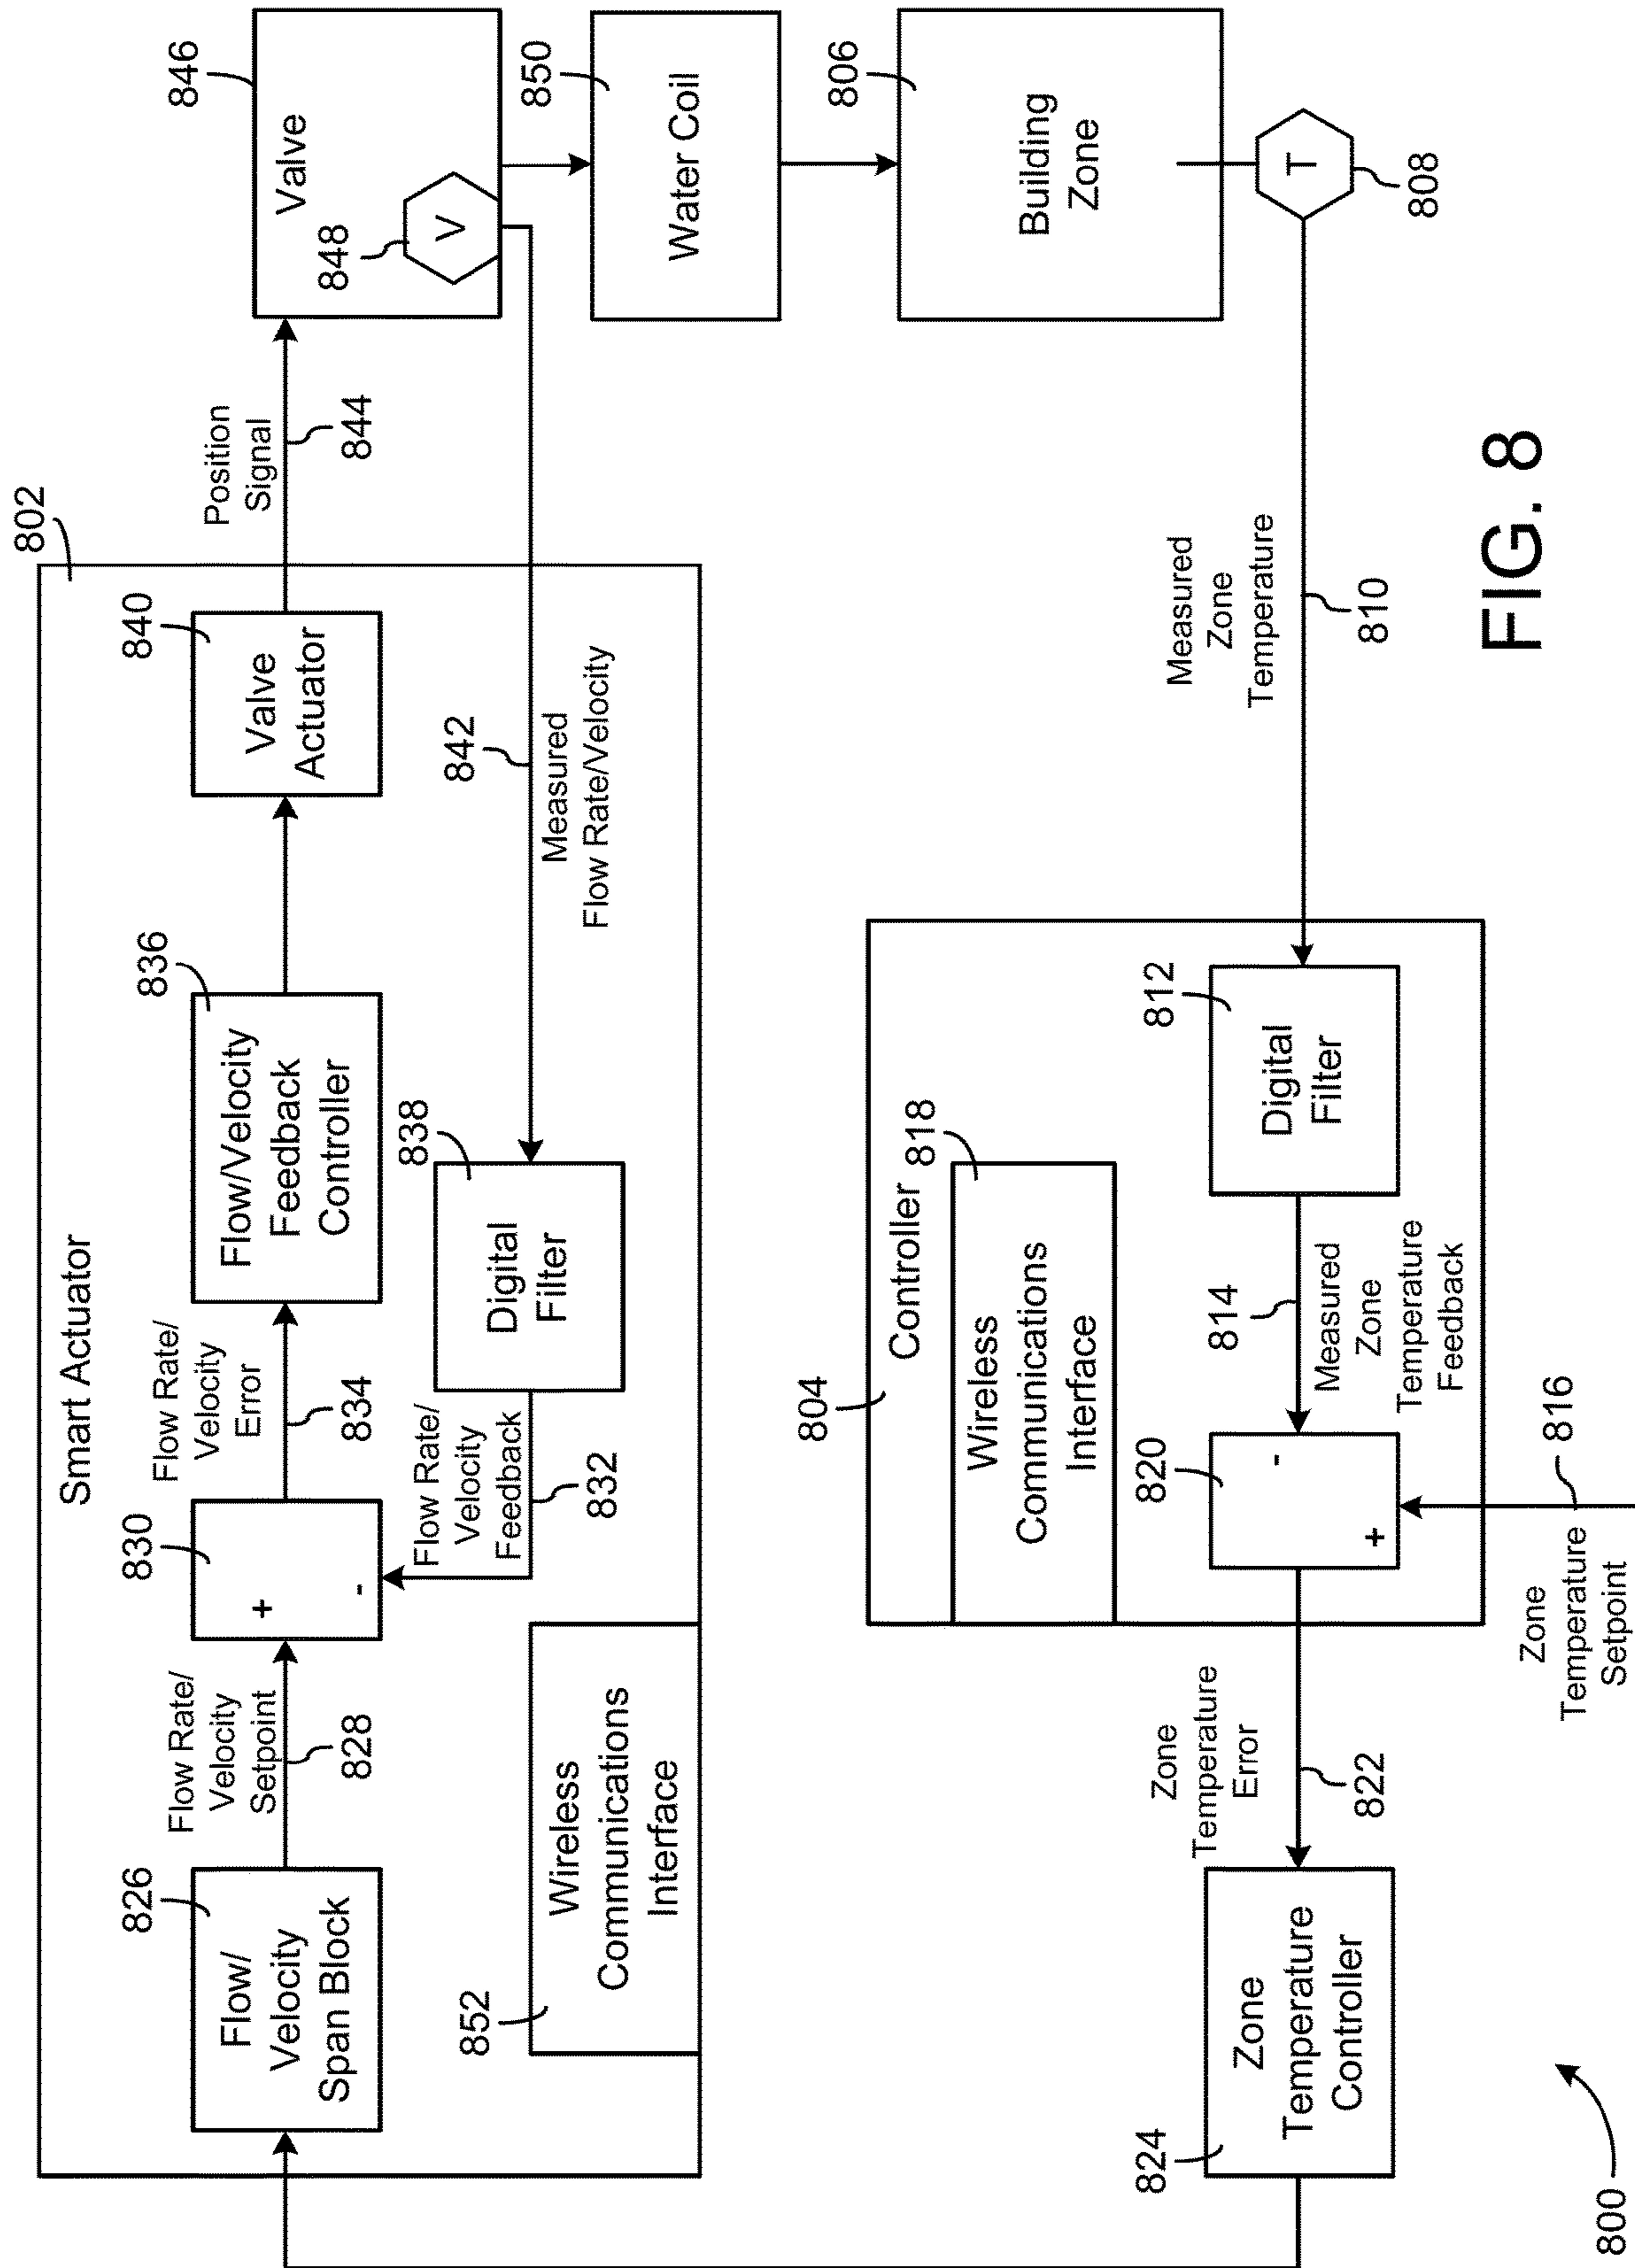 Smart Actuator
802
826
Flow/
Velocity
Span Block
Flow Rate/
Velocity
Setpoint
828
830
+
-
Flow Rate/
Velocity
Error
834
836
Flow/Velocity
Feedback
Controller
840
Valve
Actuator
Position
Signal
844
846
Valve
848
V
842
Measured
Flow Rate/Velocity
838
Digital
Filter
Flow Rate/
Velocity
Feedback
832
852
Wireless
Communications
Interface
850
Water Coil
806
Building
Zone
T
808
Measured
Zone
Temperature
810
804
Controller
818
Wireless
Communications
Interface
812
Digital
Filter
814
Measured
Zone
Temperature
Feedback
820
-
+
816
Zone
Temperature
Setpoint
Zone
Temperature
Error
822
824
Zone
Temperature
Controller
800
FIG. 8